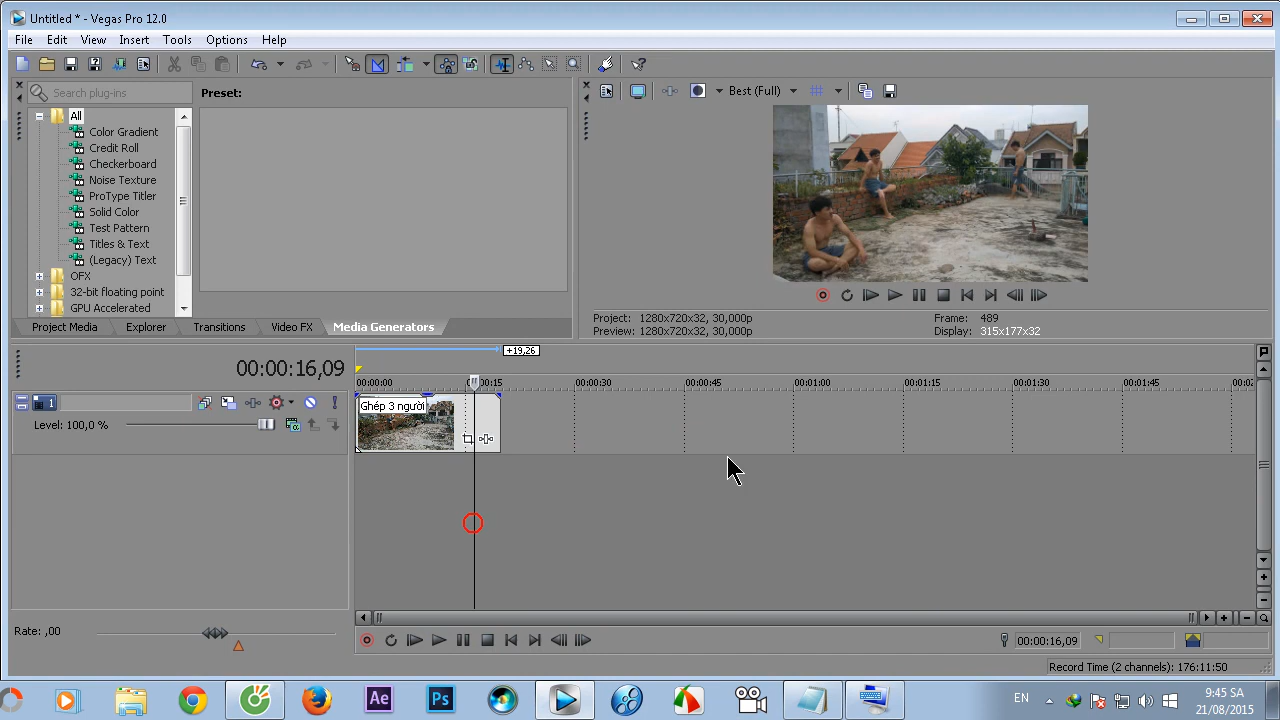 Untitled * - Vegas Pro 12.0
File Edit View Insert Tools Options Help
Search plug-ins
Preset:
Best (Full)
All
Color Gradient
Credit Roll
Checkerboard
Noise Texture
ProType Titler
Solid Color
Test Pattern
Titles & Text
(Legacy) Text
OFX
32-bit floating point
GPU Accelerated
Project Media Explorer Transitions Video FX Media Generators
Project: 1280x720x32, 30,000p Frame: 489
Preview: 1280x720x32, 30,000p Display: 315x177x32
+19,26
00:00:16,09
00:00:00 00:00:30 00:00:45 00:01:00 00:01:15 00:01:30 00:01:45
1
Ghép 3 người
Level: 100,0 %
Rate: ,00
00:00:16,09
Record Time (2 channels): 176:11:50
Ae Ps
EN
9:45 SA
21/08/2015